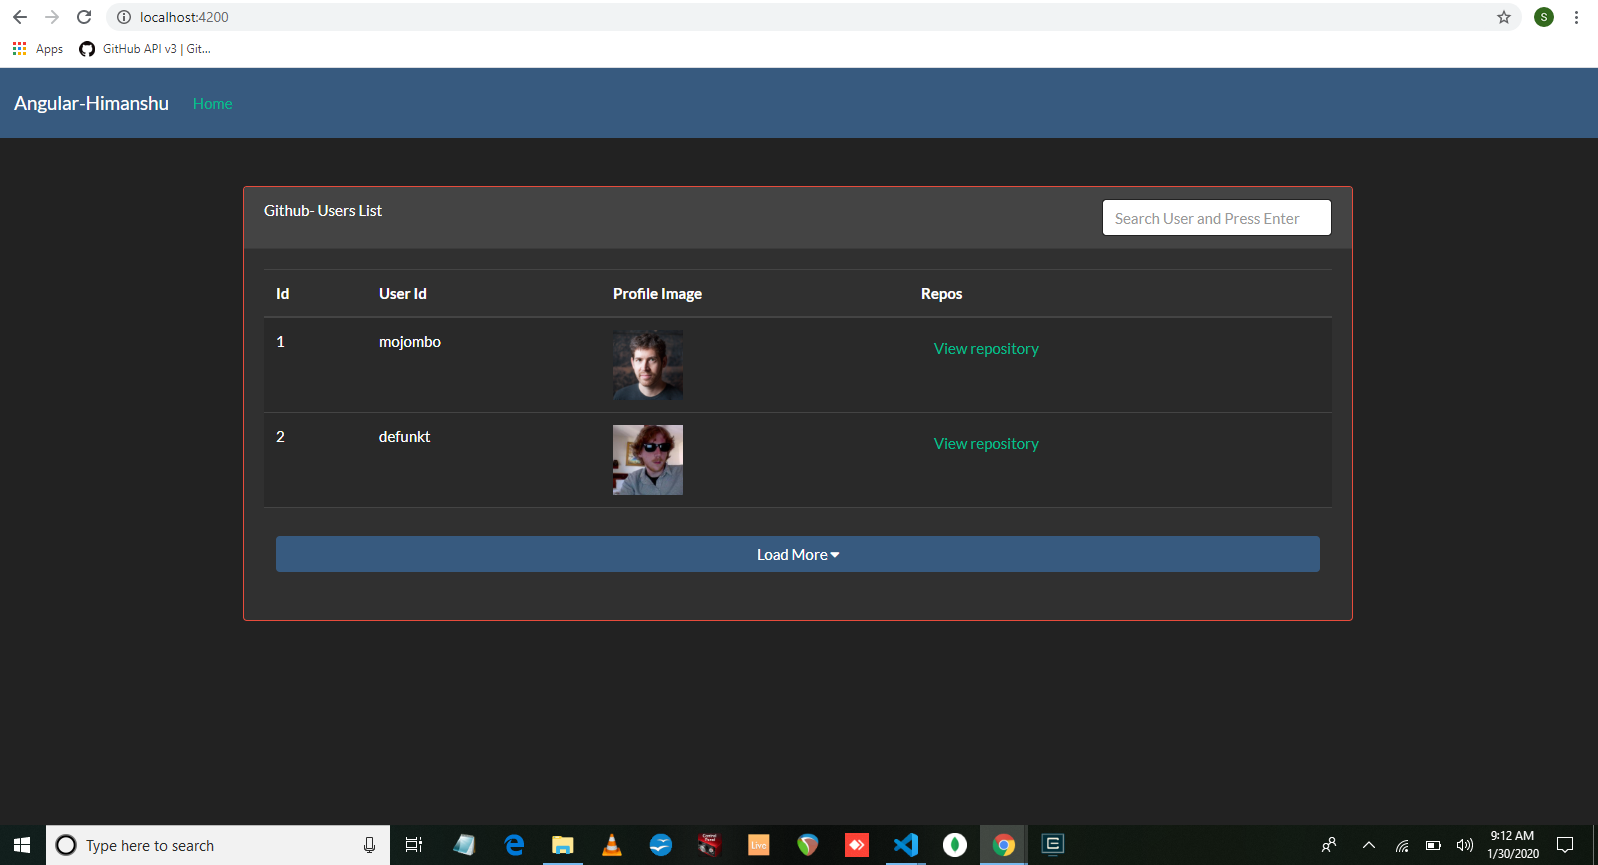 localhost:4200
S
Apps
GitHub API v3 | Git...
Angular-Himanshu
Home
Github- Users List
Search User and Press Enter
Id
User Id
Profile Image
Repos
1
mojombo
View repository
2
defunkt
View repository
Load More
Type here to search
Live
9:12 AM
1/30/2020